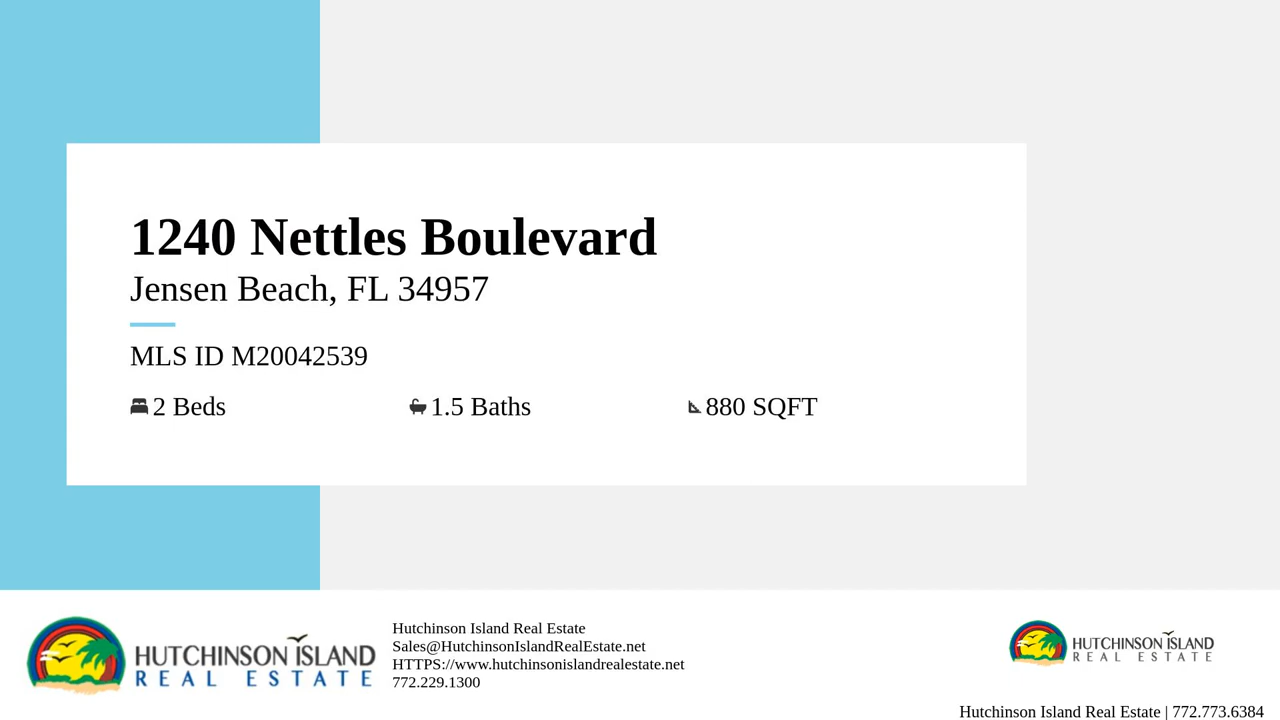 1240 Nettles Boulevard
Jensen Beach, FL 34957
MLS ID M20042539
2 Beds
1.5 Baths
880 SQFT
HUTCHINSON ISLAND
REAL ESTATE
Hutchinson Island Real Estate
Sales@HutchinsonIslandRealEstate.net
HTTPS://www.hutchinsonislandrealestate.net
772.229.1300
HUTCHINSON ISLAND
REAL ESTATE
Hutchinson Island Real Estate | 772.773.6384